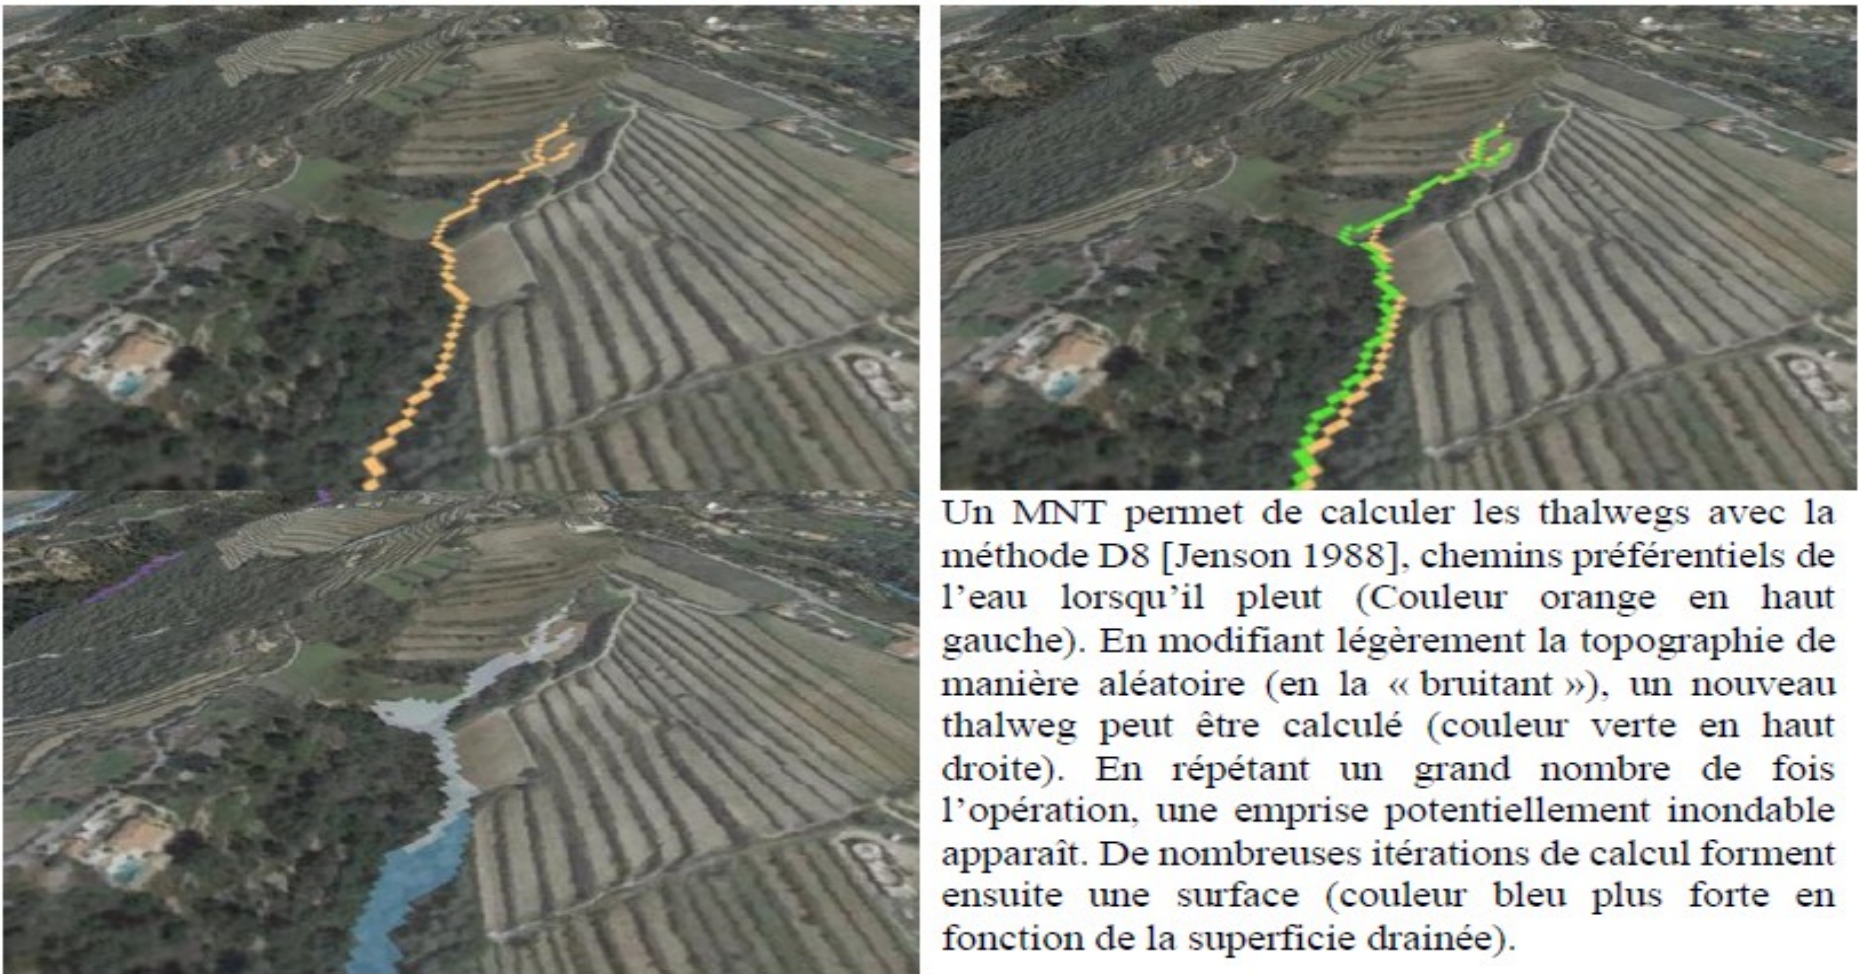 Un MNT permet de calculer les thalwegs avec la
méthode D8 [Jenson 1988], chemins préférentiels de
l’eau lorsqu’il pleut (Couleur orange en haut
gauche). En modifiant légèrement la topographie de
manière aléatoire (en la « bruitant »), un nouveau
thalweg peut être calculé (couleur verte en haut
droite). En répétant un grand nombre de fois
l’opération, une emprise potentiellement inondable
apparaît. De nombreuses itérations de calcul forment
ensuite une surface (couleur bleu plus forte en
fonction de la superficie drainée).